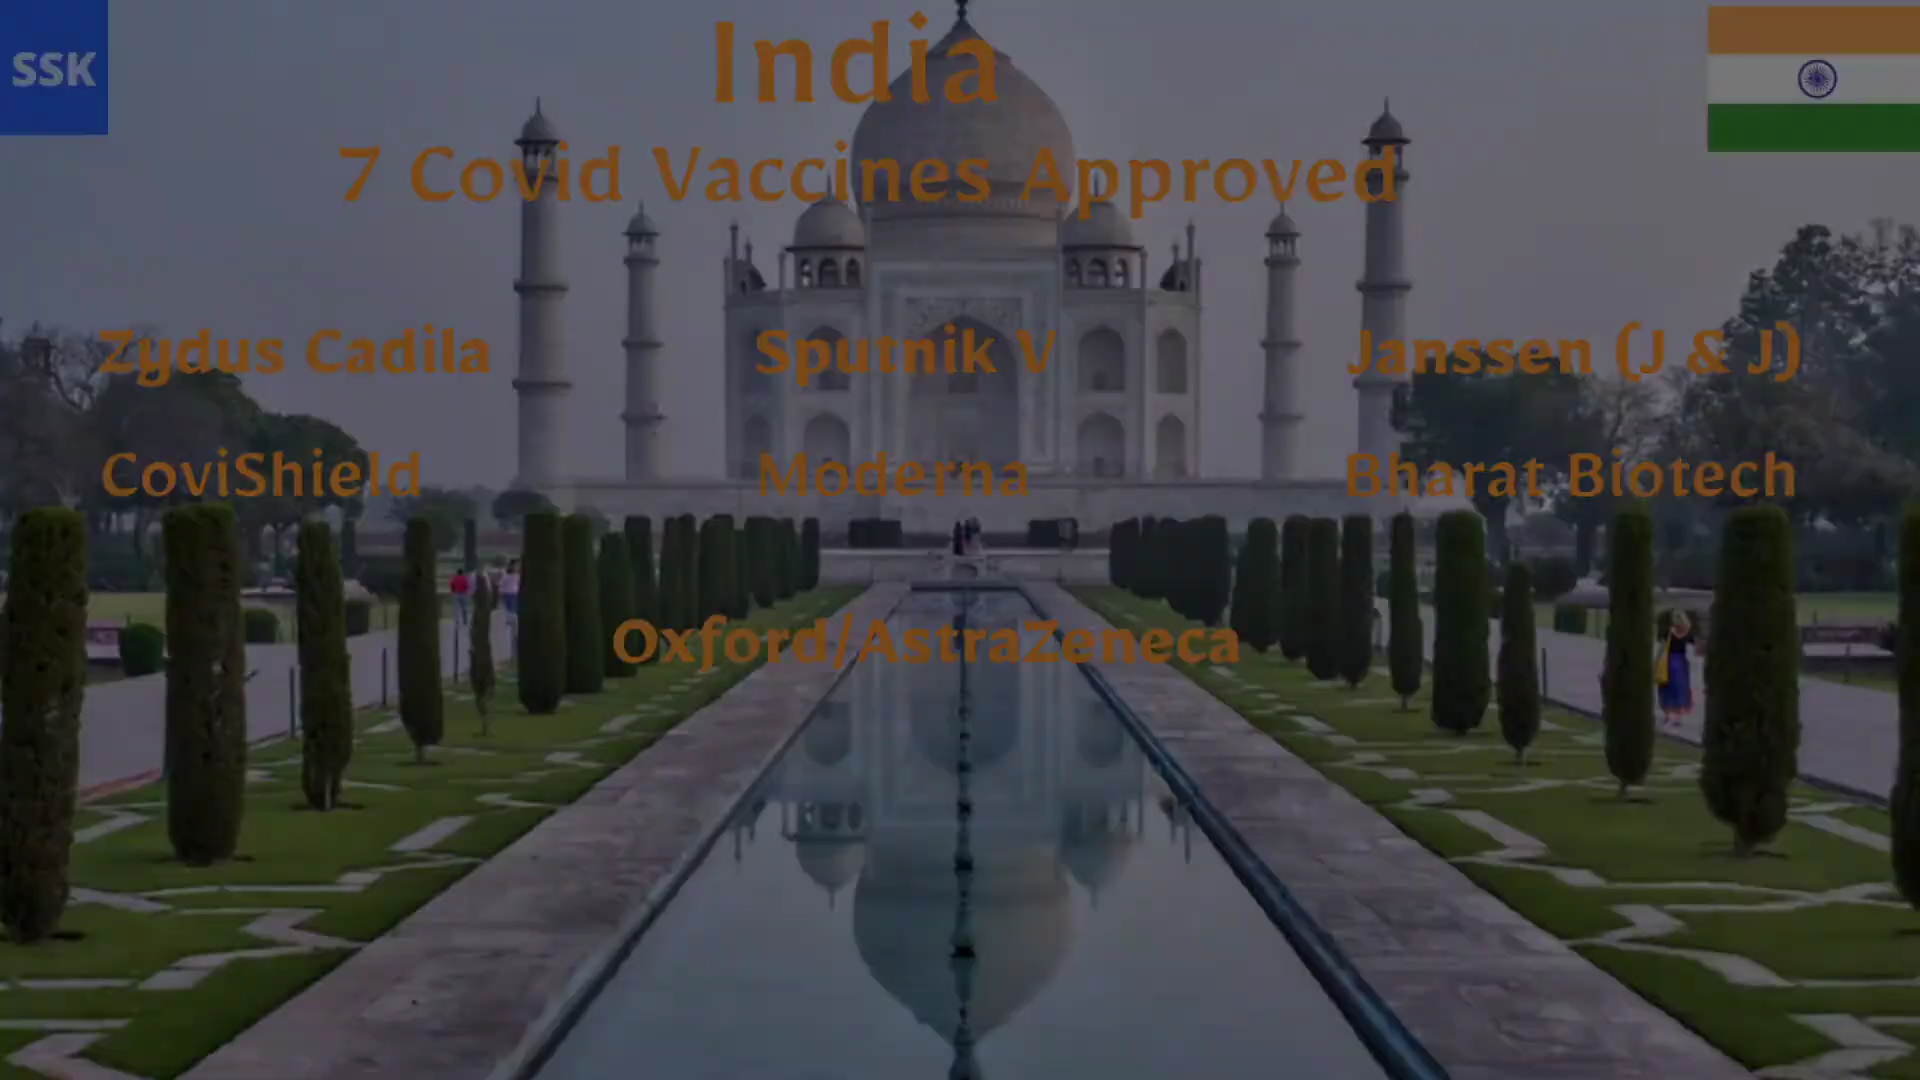 SSK
India
7 Covid Vaccines Approved
Zydus Cadila
Sputnik V
Janssen (J & J)
CoviShield
Moderna
Bharat Biotech
Oxford/AstraZeneca